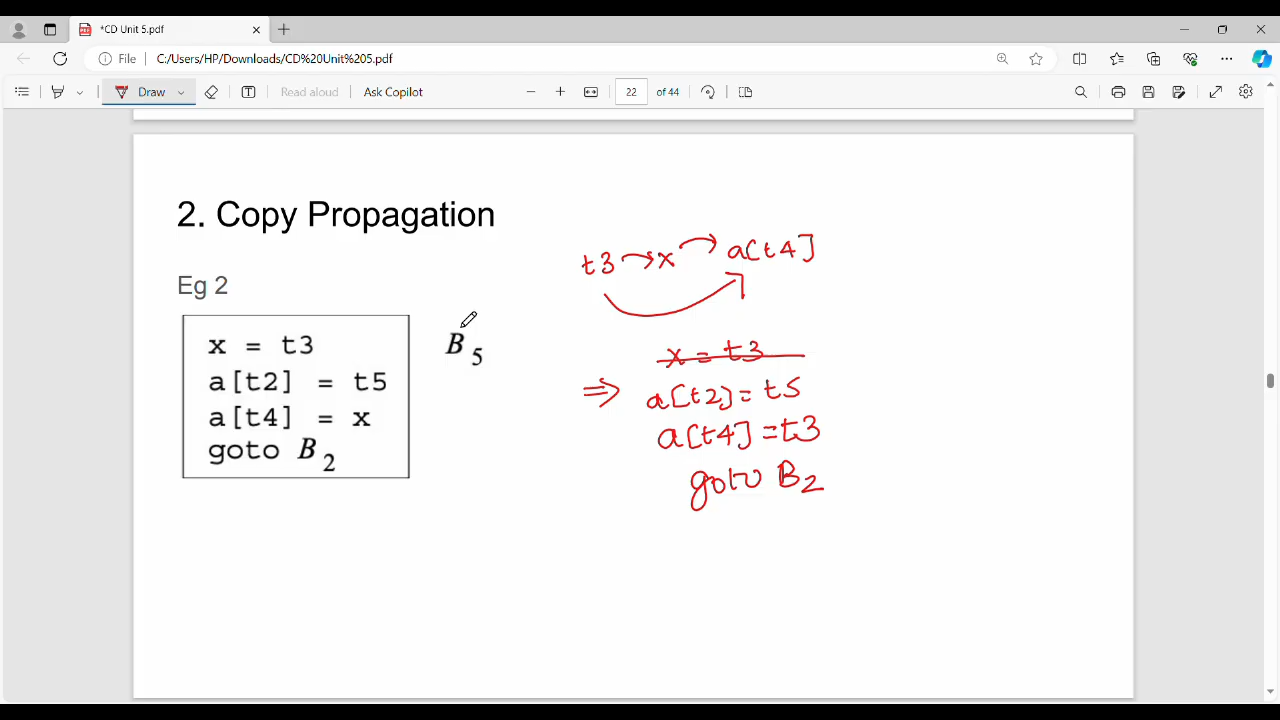 *CD Unit 5.pdf
File C:/Users/HP/Downloads/CD%20Unit%205.pdf
Draw Read aloud Ask Copilot 22 of 44
2. Copy Propagation
Eg 2
x = t3
a[t2] = t5
a[t4] = x
goto B2
B5
t3 → x → a[t4]
x = t3
⇒ a[t2] = t5
a[t4] = t3
goto B2